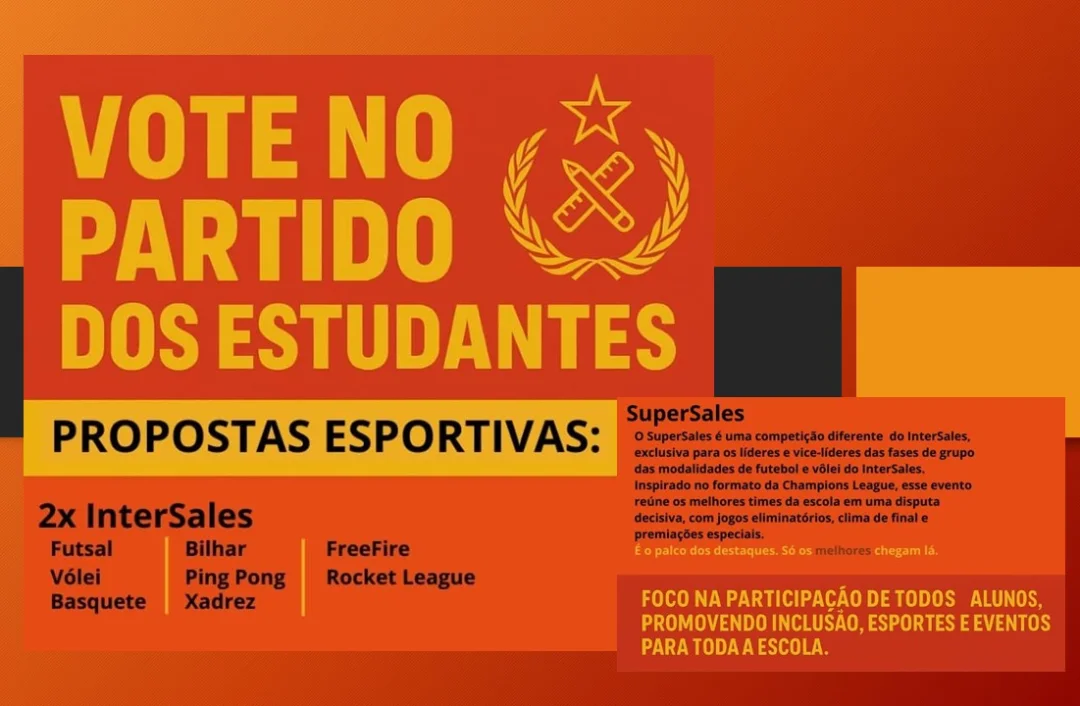 VOTE NO
PARTIDO
DOS ESTUDANTES
PROPOSTAS ESPORTIVAS:
2x InterSales
Futsal
Vólei
Basquete
Bilhar
Ping Pong
Xadrez
FreeFire
Rocket League
SuperSales
O SuperSales é uma competição diferente do InterSales,
exclusiva para os líderes e vice-líderes das fases de grupo
das modalidades de futebol e vôlei do InterSales.
Inspirado no formato da Champions League, esse evento
reúne os melhores times da escola em uma disputa
decisiva, com jogos eliminatórios, clima de final e
premiações especiais.
É o palco dos destaques. Só os melhores chegam lá.
FOCO NA PARTICIPAÇÃO DE TODOS ALUNOS,
PROMOVENDO INCLUSÃO, ESPORTES E EVENTOS
PARA TODA A ESCOLA.